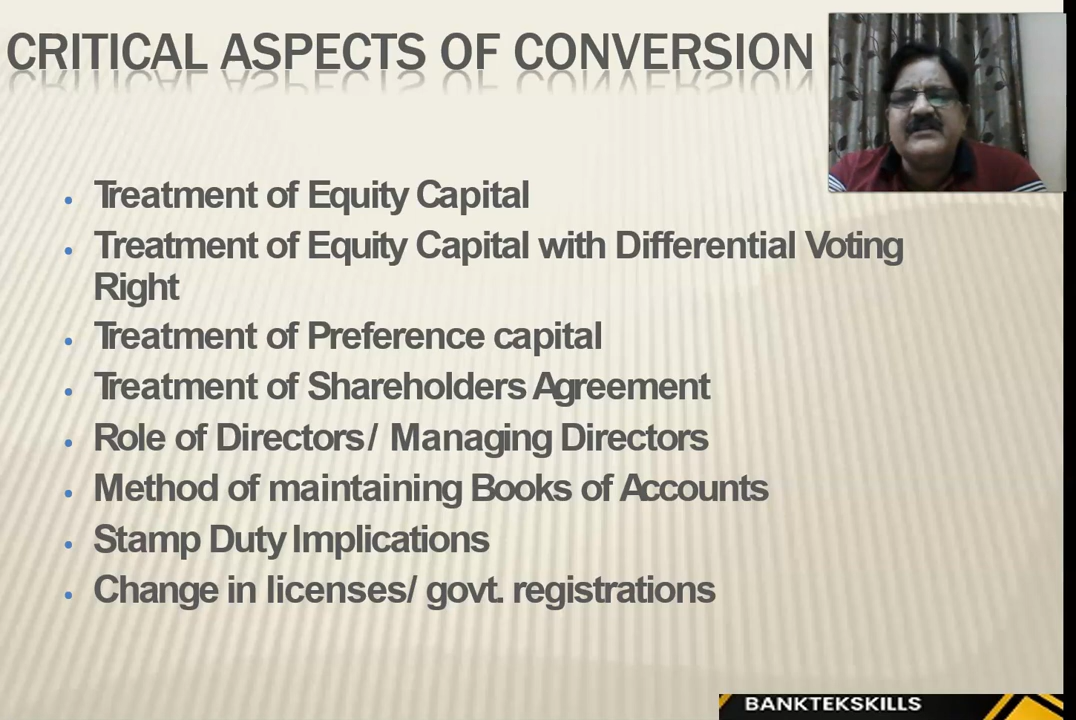 CRITICAL ASPECTS OF CONVERSION
• Treatment of Equity Capital
• Treatment of Equity Capital with Differential Voting
Right
• Treatment of Preference capital
• Treatment of Shareholders Agreement
• Role of Directors/ Managing Directors
• Method of maintaining Books of Accounts
• Stamp Duty Implications
• Change in licenses/ govt. registrations
BANKTEKSKILLS